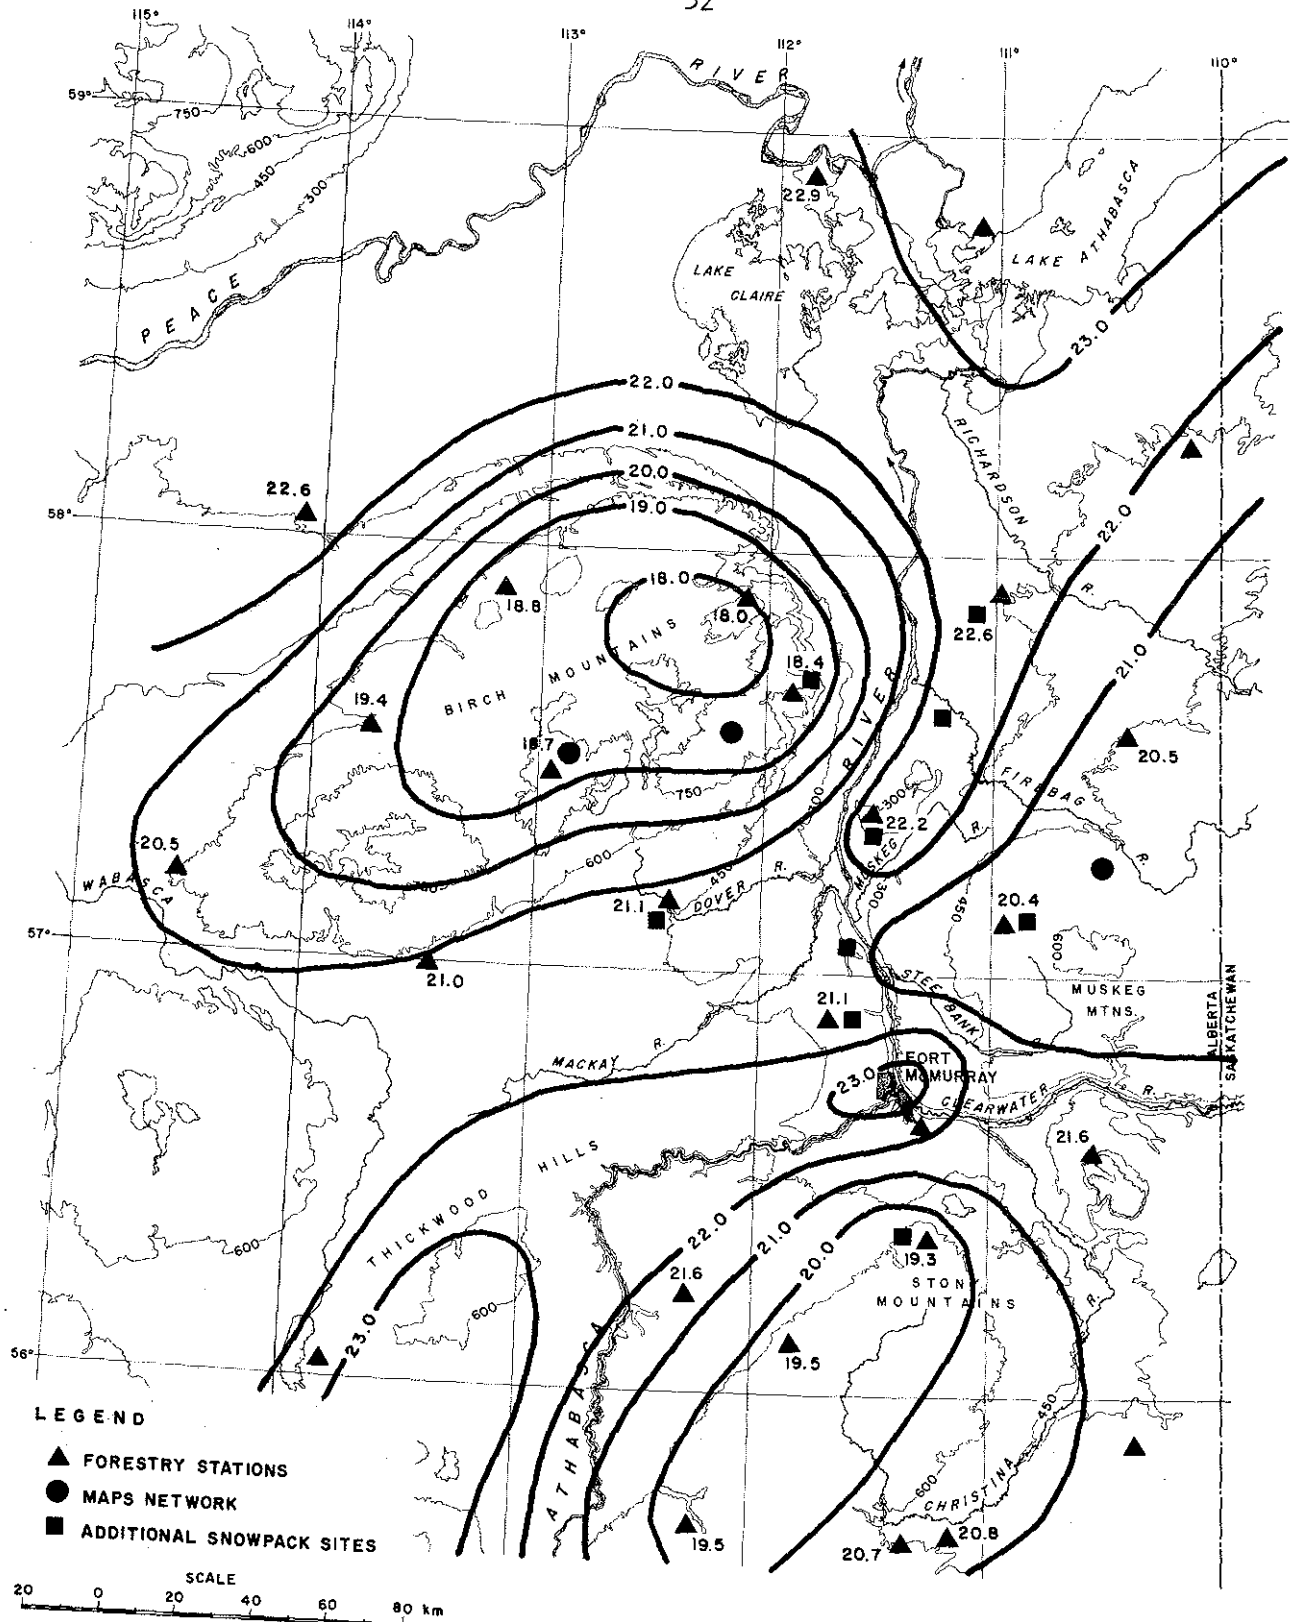 32
115°
114°
113°
112°
111°
110°
59°
750
600
450
300
RIVER
PEACE
22.9
LAKE
CLAIRE
LAKE ATHABASCA
23.0
22.0
21.0
20.0
19.0
18.0
22.6
58°
RICHARDSON
R.
22.0
18.8
18.0
22.6
BIRCH MOUNTAINS
18.4
21.0
19.4
18.7
RIVER
20.5
750
300
FIREBAG
R.
300
22.2
MUSKEG
R.
20.5
WABASCA
600
450
DOVER R.
21.1
300
450
20.4
600
57°
21.0
STEEPBANK
R.
MUSKEG
MTNS.
ALBERTA
SASKATCHEWAN
21.1
MACKAY R.
FORT
McMURRAY
23.0
CLEARWATER R.
21.6
THICKWOOD HILLS
600
22.0
21.0
20.0
19.3
STONY
MOUNTAINS
R.
21.6
600
23.0
19.5
56°
ATHABASCA
450
600
CHRISTINA
19.5
20.7
20.8
LEGEND
FORESTRY STATIONS
MAPS NETWORK
ADDITIONAL SNOWPACK SITES
SCALE
20 0 20 40 60 80 km